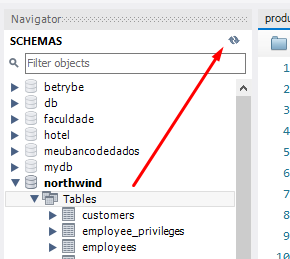 Navigator
produ
SCHEMAS
Filter objects
1
betrybe
2
db
3
faculdade
4
hotel
5
meubancodedados
6
mydb
7
northwind
8
Tables
9
customers
10
employee_privileges
11
employees
12